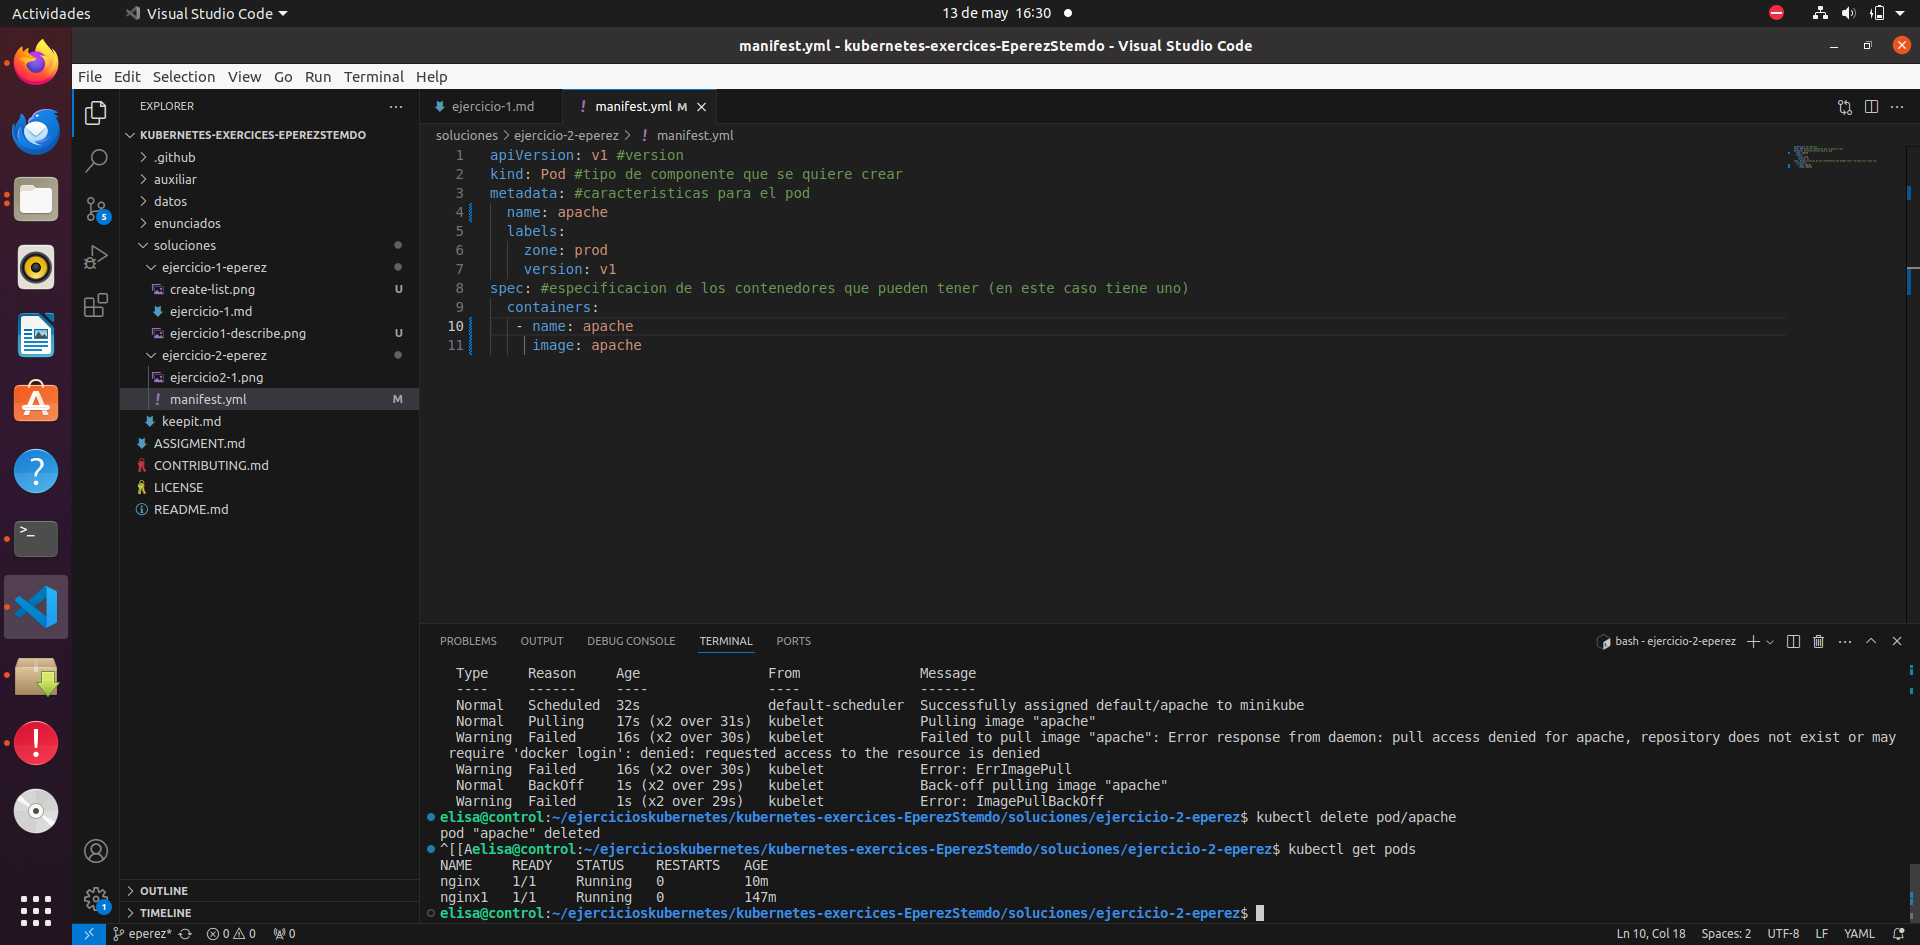 Actividades
Visual Studio Code
13 de may 16:30
manifest.yml - kubernetes-exercices-EperezStemdo - Visual Studio Code
File Edit Selection View Go Run Terminal Help
EXPLORER
KUBERNETES-EXERCICES-EPEREZSTEMDO
.github
auxiliar
datos
enunciados
soluciones
ejercicio-1-eperez
create-list.png U
ejercicio-1.md
ejercicio1-describe.png U
ejercicio-2-eperez
ejercicio2-1.png
manifest.yml M
keepit.md
ASSIGMENT.md
CONTRIBUTING.md
LICENSE
README.md
OUTLINE
TIMELINE
5
1
ejercicio-1.md
! manifest.yml M
soluciones > ejercicio-2-eperez > ! manifest.yml
1 apiVersion: v1 #version
2 kind: Pod #tipo de componente que se quiere crear
3 metadata: #caracteristicas para el pod
4 name: apache
5 labels:
6 zone: prod
7 version: v1
8 spec: #especificacion de los contenedores que pueden tener (en este caso tiene uno)
9 containers:
10 - name: apache
11 image: apache
PROBLEMS OUTPUT DEBUG CONSOLE TERMINAL PORTS
bash - ejercicio-2-eperez
Type Reason Age From Message
---- ------ ---- ---- -------
Normal Scheduled 32s default-scheduler Successfully assigned default/apache to minikube
Normal Pulling 17s (x2 over 31s) kubelet Pulling image "apache"
Warning Failed 16s (x2 over 30s) kubelet Failed to pull image "apache": Error response from daemon: pull access denied for apache, repository does not exist or may
require 'docker login': denied: requested access to the resource is denied
Warning Failed 16s (x2 over 30s) kubelet Error: ErrImagePull
Normal BackOff 1s (x2 over 29s) kubelet Back-off pulling image "apache"
Warning Failed 1s (x2 over 29s) kubelet Error: ImagePullBackOff
elisa@control:~/ejercicioskubernetes/kubernetes-exercices-EperezStemdo/soluciones/ejercicio-2-eperez$ kubectl delete pod/apache
pod "apache" deleted
^[[Aelisa@control:~/ejercicioskubernetes/kubernetes-exercices-EperezStemdo/soluciones/ejercicio-2-eperez$ kubectl get pods
NAME READY STATUS RESTARTS AGE
nginx 1/1 Running 0 10m
nginx1 1/1 Running 0 147m
elisa@control:~/ejercicioskubernetes/kubernetes-exercices-EperezStemdo/soluciones/ejercicio-2-eperez$
eperez* 0 0 0
Ln 10, Col 18 Spaces: 2 UTF-8 LF YAML